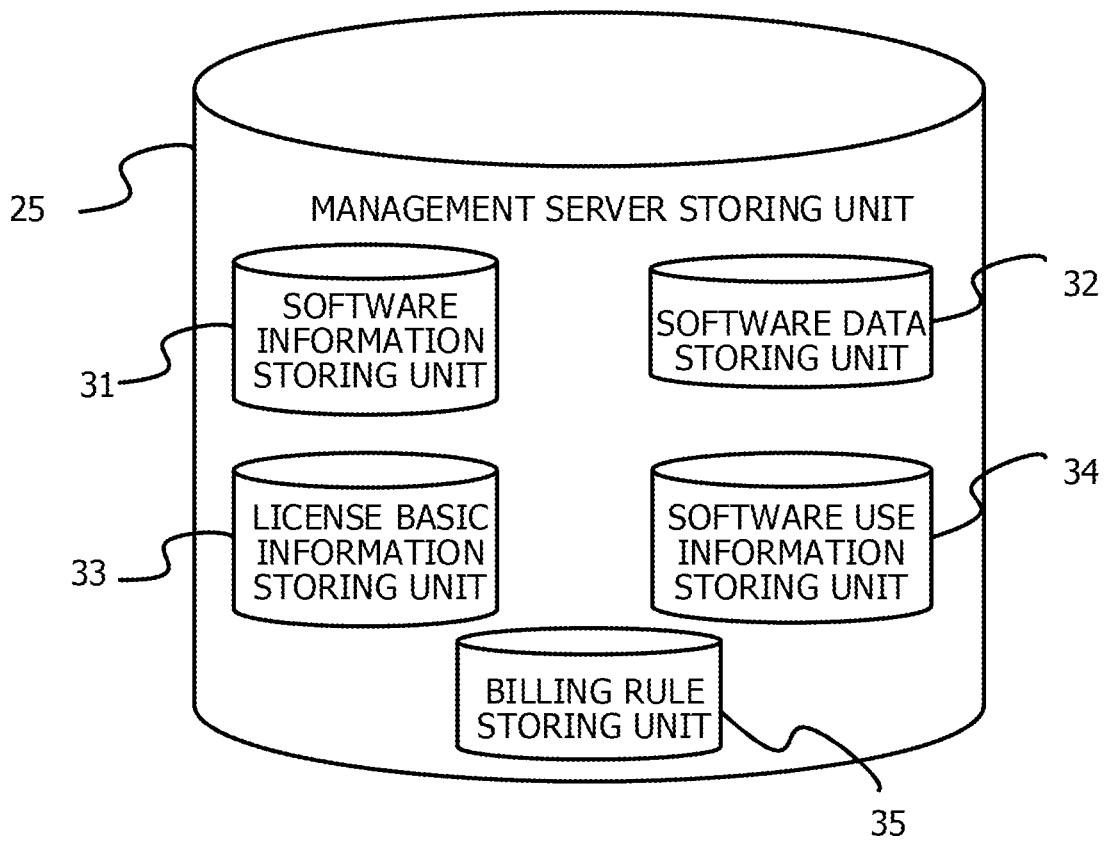 25
MANAGEMENT SERVER STORING UNIT
31
SOFTWARE
INFORMATION
STORING UNIT
32
SOFTWARE DATA
STORING UNIT
33
LICENSE BASIC
INFORMATION
STORING UNIT
34
SOFTWARE USE
INFORMATION
STORING UNIT
BILLING RULE
STORING UNIT
35